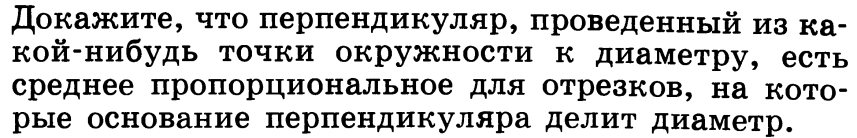 Докажите, что перпендикуляр, проведенный из ка-
кой-нибудь точки окружности к диаметру, есть
среднее пропорциональное для отрезков, на кото-
рые основание перпендикуляра делит диаметр.